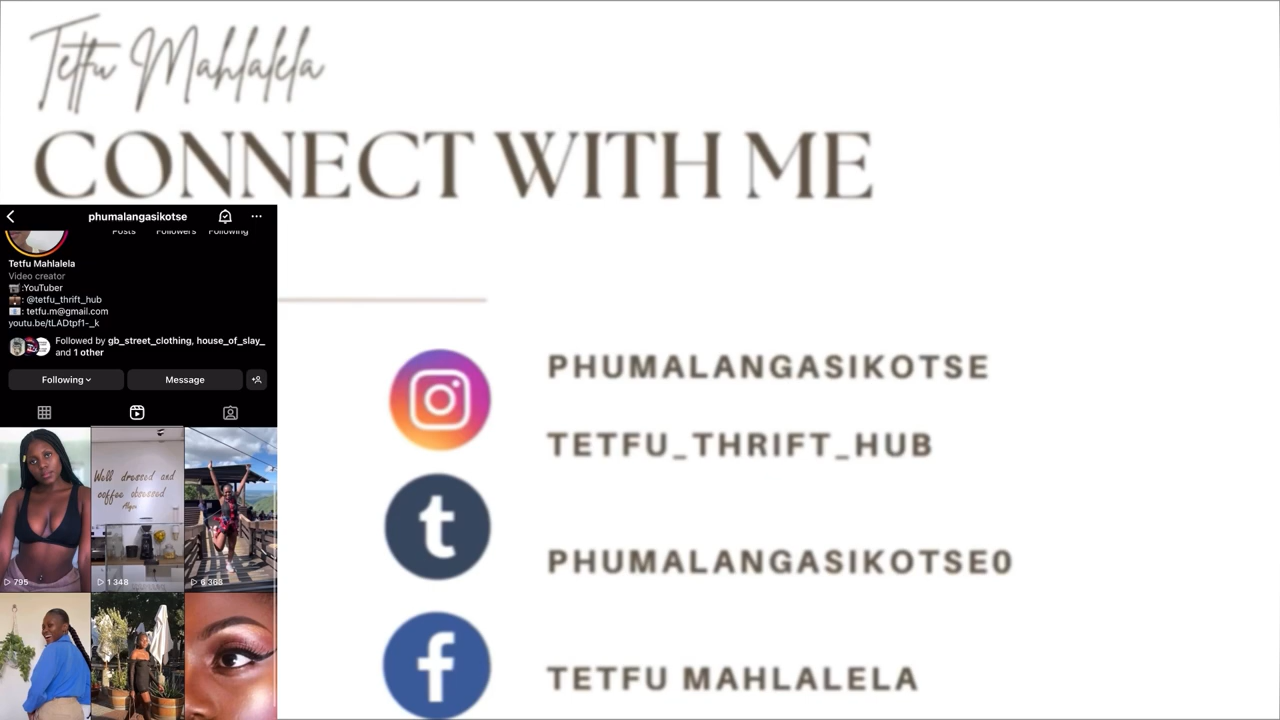 Tetfu Mahlalela
CONNECT WITH ME
phumalangasikotse
Posts Followers Following
Tetfu Mahlalela
Video creator
:YouTuber
: @tetfu_thrift_hub
: tetfu.m@gmail.com
youtu.be/tLADtpf1-_k
Followed by gb_street_clothing, house_of_slay_
and 1 other
Following
Message
Well dressed and
coffee obsessed
795
1 348
6 363
PHUMALANGASIKOTSE
TETFU_THRIFT_HUB
PHUMALANGASIKOTSE0
TETFU MAHLALELA